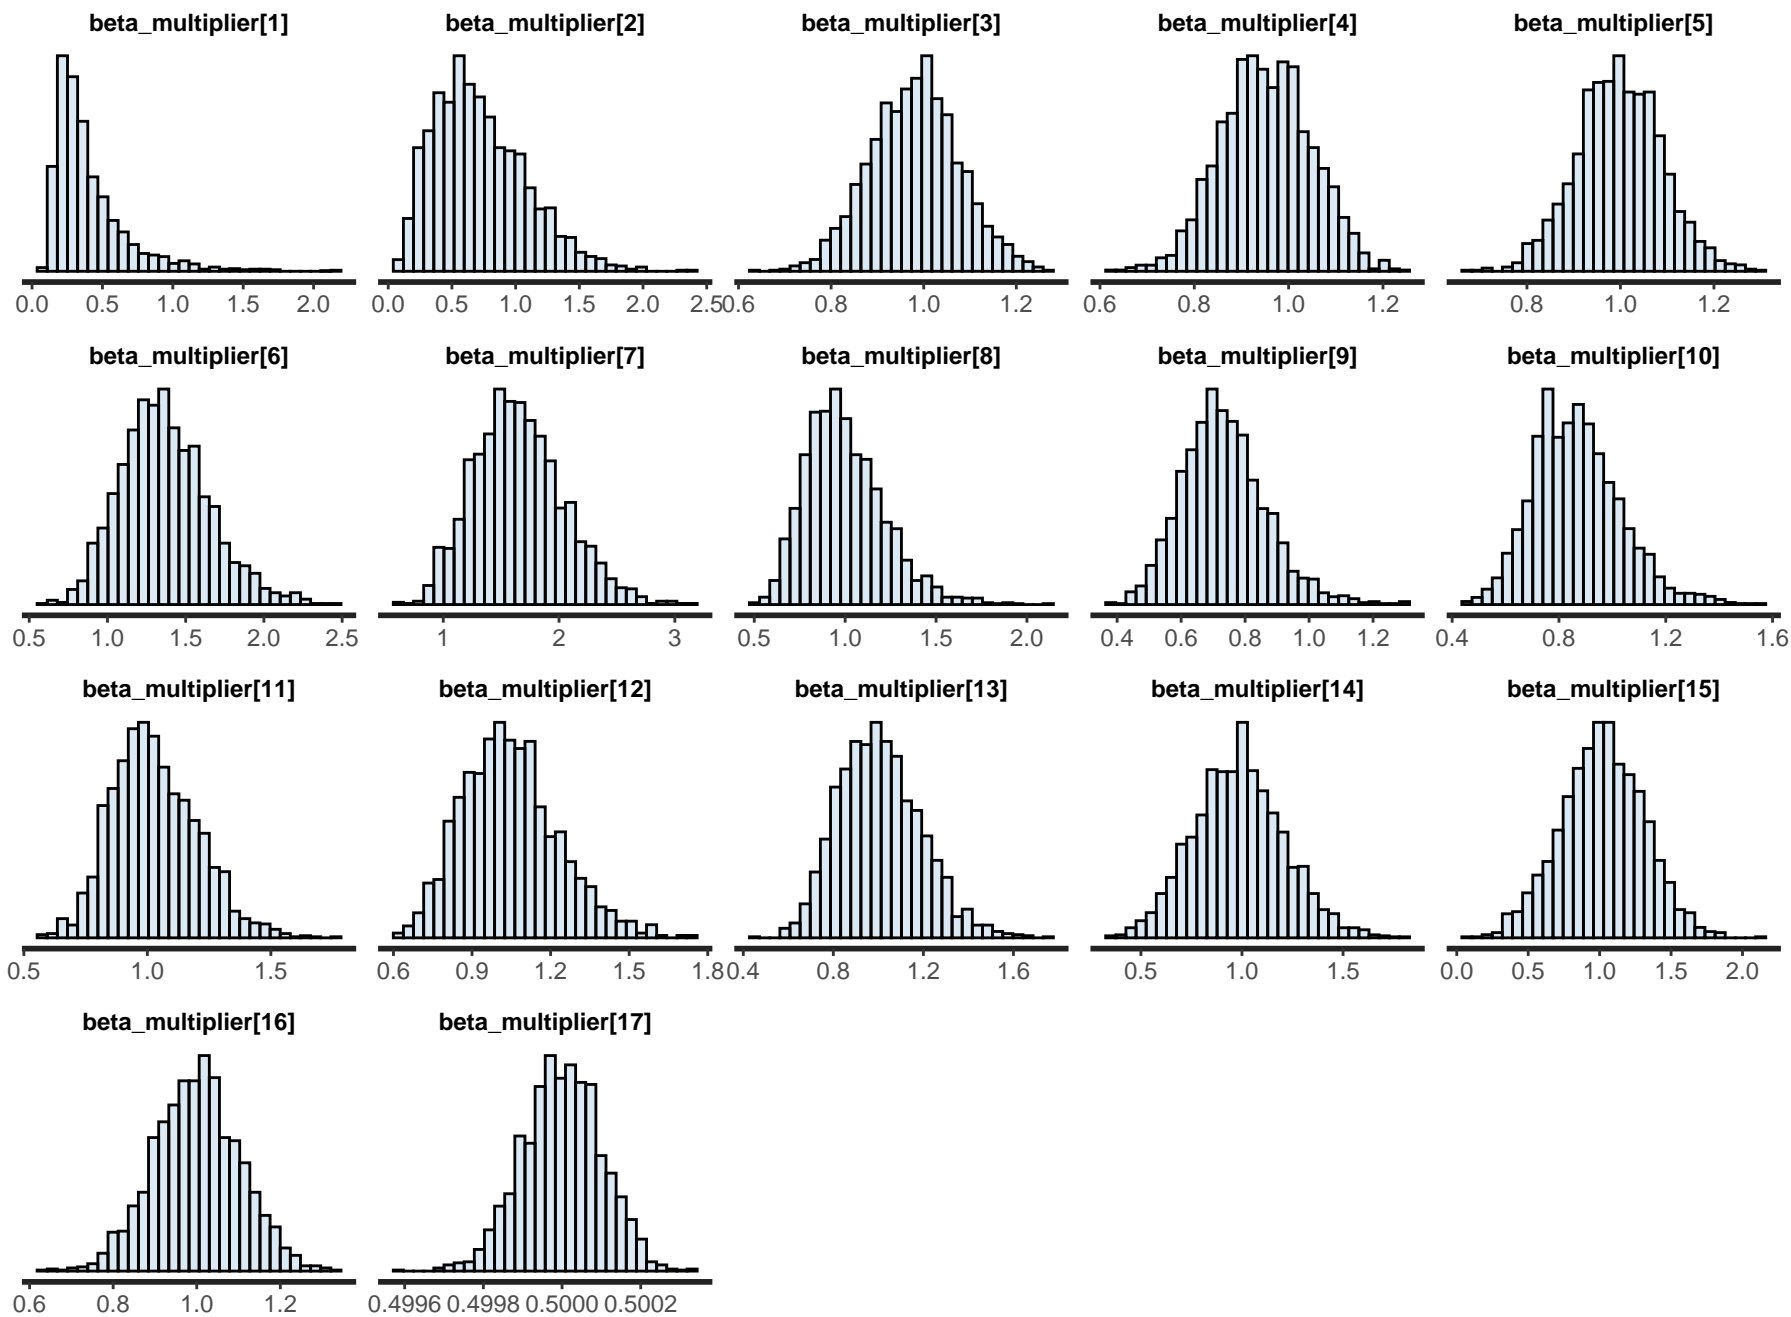 beta_multiplier[1] beta_multiplier[2] beta_multiplier[3] beta_multiplier[4] beta_multiplier[5]
0.0 0.5 1.0 1.5 2.0 0.0 0.5 1.0 1.5 2.0 2.5 0.6 0.8 1.0 1.2 0.6 0.8 1.0 1.2 0.8 1.0 1.2
beta_multiplier[6] beta_multiplier[7] beta_multiplier[8] beta_multiplier[9] beta_multiplier[10]
0.5 1.0 1.5 2.0 2.5 1 2 3 0.5 1.0 1.5 2.0 0.4 0.6 0.8 1.0 1.2 0.4 0.8 1.2 1.6
beta_multiplier[11] beta_multiplier[12] beta_multiplier[13] beta_multiplier[14] beta_multiplier[15]
0.5 1.0 1.5 0.6 0.9 1.2 1.5 1.8 0.4 0.8 1.2 1.6 0.5 1.0 1.5 0.0 0.5 1.0 1.5 2.0
beta_multiplier[16] beta_multiplier[17]
0.6 0.8 1.0 1.2 0.4996 0.4998 0.5000 0.5002